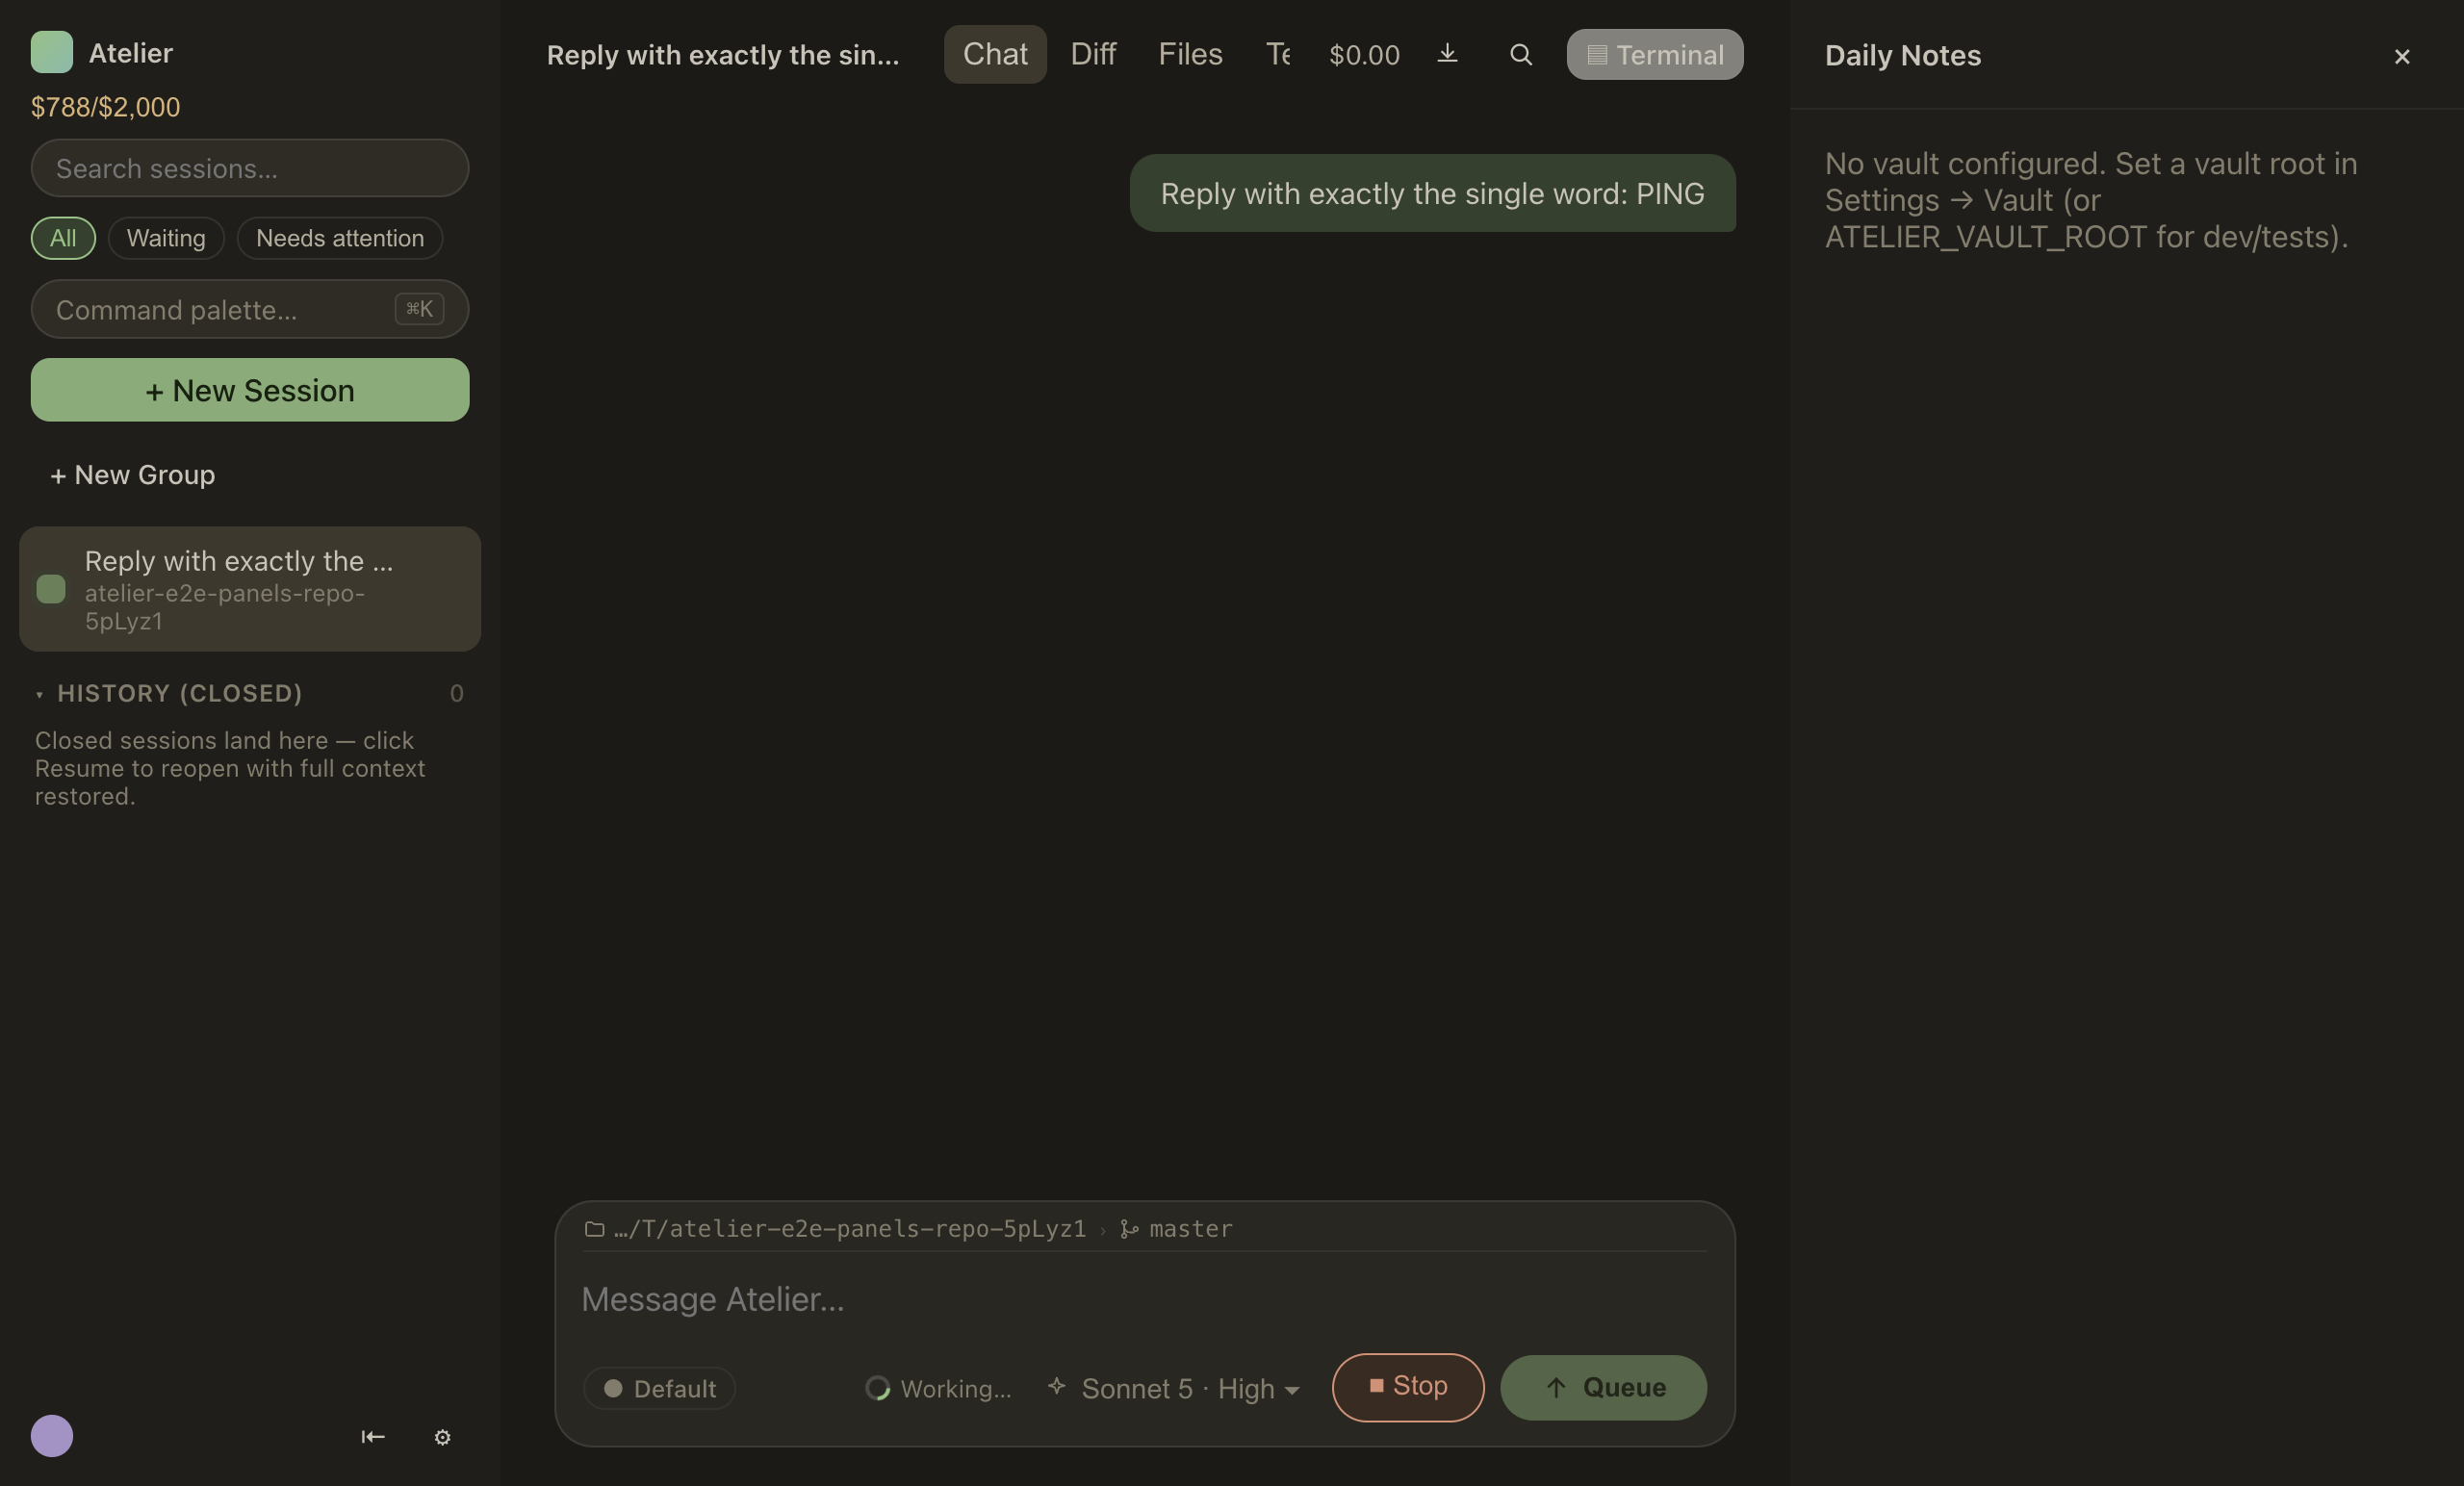 Atelier
$788/$2,000
Search sessions...
All
Waiting
Needs attention
Command palette...
⌘K
+ New Session
+ New Group
Reply with exactly the ...
atelier-e2e-panels-repo-
5pLyz1
HISTORY (CLOSED)
0
Closed sessions land here — click
Resume to reopen with full context
restored.
Reply with exactly the sin...
Chat
Diff
Files
Te
$0.00
Terminal
Reply with exactly the single word: PING
…/T/atelier-e2e-panels-repo-5pLyz1 › master
Message Atelier...
Default
Working...
Sonnet 5 · High
Stop
Queue
Daily Notes
No vault configured. Set a vault root in
Settings → Vault (or
ATELIER_VAULT_ROOT for dev/tests).